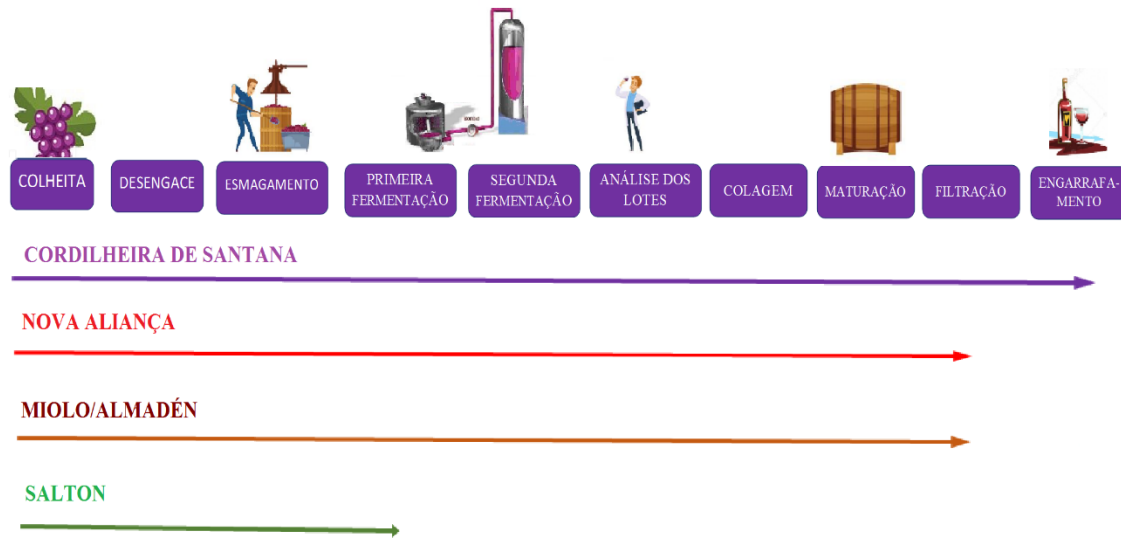 COLHEITA
DESENGACE
ESMAGAMENTO
PRIMEIRA
FERMENTAÇÃO
SEGUNDA
FERMENTAÇÃO
ANÁLISE DOS
LOTES
COLAGEM
MATURAÇÃO
FILTRAÇÃO
ENGARRAFA-
MENTO
CORDILHEIRA DE SANTANA
NOVA ALIANÇA
MIOLO/ALMADÉN
SALTON